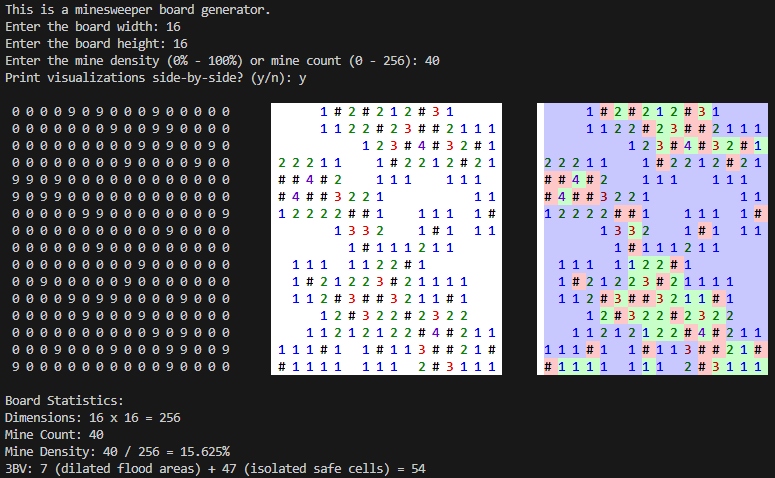 This is a minesweeper board generator.
Enter the board width: 16
Enter the board height: 16
Enter the mine density (0% - 100%) or mine count (0 - 256): 40
Print visualizations side-by-side? (y/n): y
0 0 0 0 9 0 9 0 0 0 9 0 0 0 0 0 1 # 2 # 2 1 2 # 3 1 1 # 2 # 2 1 2 # 3 1
0 0 0 0 0 0 0 9 0 0 9 9 0 0 0 0 1 1 2 2 # 2 3 # # 2 1 1 1 1 1 2 2 # 2 3 # # 2 1 1 1
0 0 0 0 0 0 0 0 0 9 0 9 0 0 9 0 1 2 3 # 4 # 3 2 # 1 1 2 3 # 4 # 3 2 # 1
0 0 0 0 0 0 0 0 9 0 0 0 0 9 0 0 2 2 2 1 1 1 # 2 2 1 2 # 2 1 2 2 2 1 1 1 # 2 2 1 2 # 2 1
9 9 0 9 0 0 0 0 0 0 0 0 0 0 0 0 # # 4 # 2 1 1 1 1 1 1 # # 4 # 2 1 1 1 1 1 1
9 0 9 9 0 0 0 0 0 0 0 0 0 0 0 0 # 4 # # 3 2 2 1 1 1 # 4 # # 3 2 2 1 1 1
0 0 0 0 0 9 9 0 0 0 0 0 0 0 0 9 1 2 2 2 2 # # 1 1 1 1 1 # 1 2 2 2 2 # # 1 1 1 1 1 #
0 0 0 0 0 0 0 0 0 0 0 9 0 0 0 0 1 3 3 2 1 # 1 1 1 1 3 3 2 1 # 1 1 1
0 0 0 0 0 0 9 0 0 0 0 0 0 0 0 0 1 # 1 1 1 2 1 1 1 # 1 1 1 2 1 1
0 0 0 0 0 0 0 0 0 9 0 0 0 0 0 0 1 1 1 1 1 2 2 # 1 1 1 1 1 1 2 2 # 1
0 0 9 0 0 0 0 0 9 0 0 0 0 0 0 0 1 # 2 1 2 2 3 # 2 1 1 1 1 1 # 2 1 2 2 3 # 2 1 1 1 1
0 0 0 0 9 0 9 9 0 0 0 0 9 0 0 0 1 1 2 # 3 # # 3 2 1 1 # 1 1 1 2 # 3 # # 3 2 1 1 # 1
0 0 0 0 0 9 0 0 0 9 0 0 0 0 0 0 1 2 # 3 2 2 # 2 3 2 2 1 2 # 3 2 2 # 2 3 2 2
0 0 0 0 0 0 0 0 0 0 9 0 9 0 0 0 1 1 2 1 2 1 2 2 # 4 # 2 1 1 1 1 2 1 2 1 2 2 # 4 # 2 1 1
0 0 0 9 0 0 0 9 0 0 0 9 9 0 0 9 1 1 1 # 1 1 # 1 1 3 # # 2 1 # 1 1 1 # 1 1 # 1 1 3 # # 2 1 #
9 0 0 0 0 0 0 0 0 0 0 9 0 0 0 0 # 1 1 1 1 1 1 1 2 # 3 1 1 1 # 1 1 1 1 1 1 1 2 # 3 1 1 1
Board Statistics:
Dimensions: 16 x 16 = 256
Mine Count: 40
Mine Density: 40 / 256 = 15.625%
3BV: 7 (dilated flood areas) + 47 (isolated safe cells) = 54